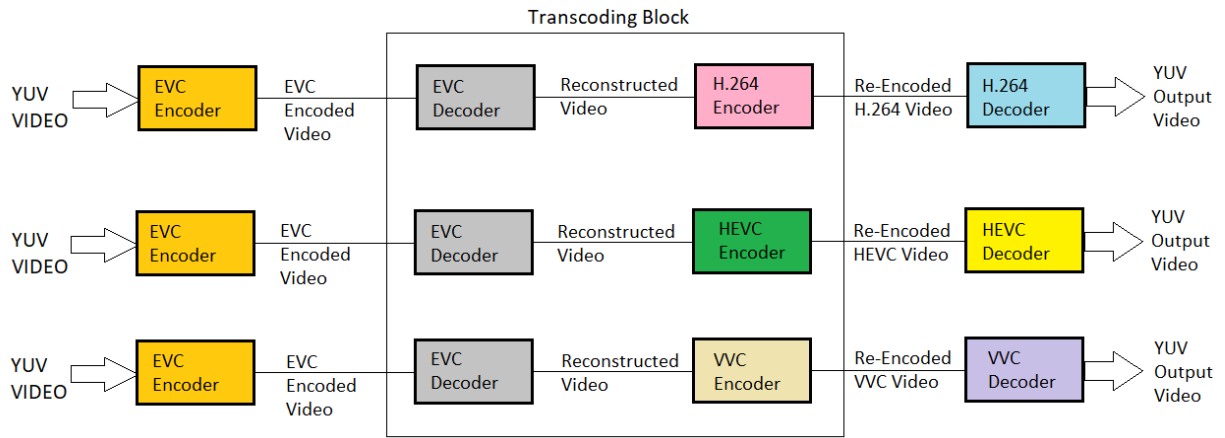 Transcoding Block
YUV
VIDEO
EVC
Encoder
EVC
Encoded
Video
EVC
Decoder
Reconstructed
Video
H.264
Encoder
Re-Encoded
H.264 Video
H.264
Decoder
YUV
Output
Video
YUV
VIDEO
EVC
Encoder
EVC
Encoded
Video
EVC
Decoder
Reconstructed
Video
HEVC
Encoder
Re-Encoded
HEVC Video
HEVC
Decoder
YUV
Output
Video
YUV
VIDEO
EVC
Encoder
EVC
Encoded
Video
EVC
Decoder
Reconstructed
Video
VVC
Encoder
Re-Encoded
VVC Video
VVC
Decoder
YUV
Output
Video